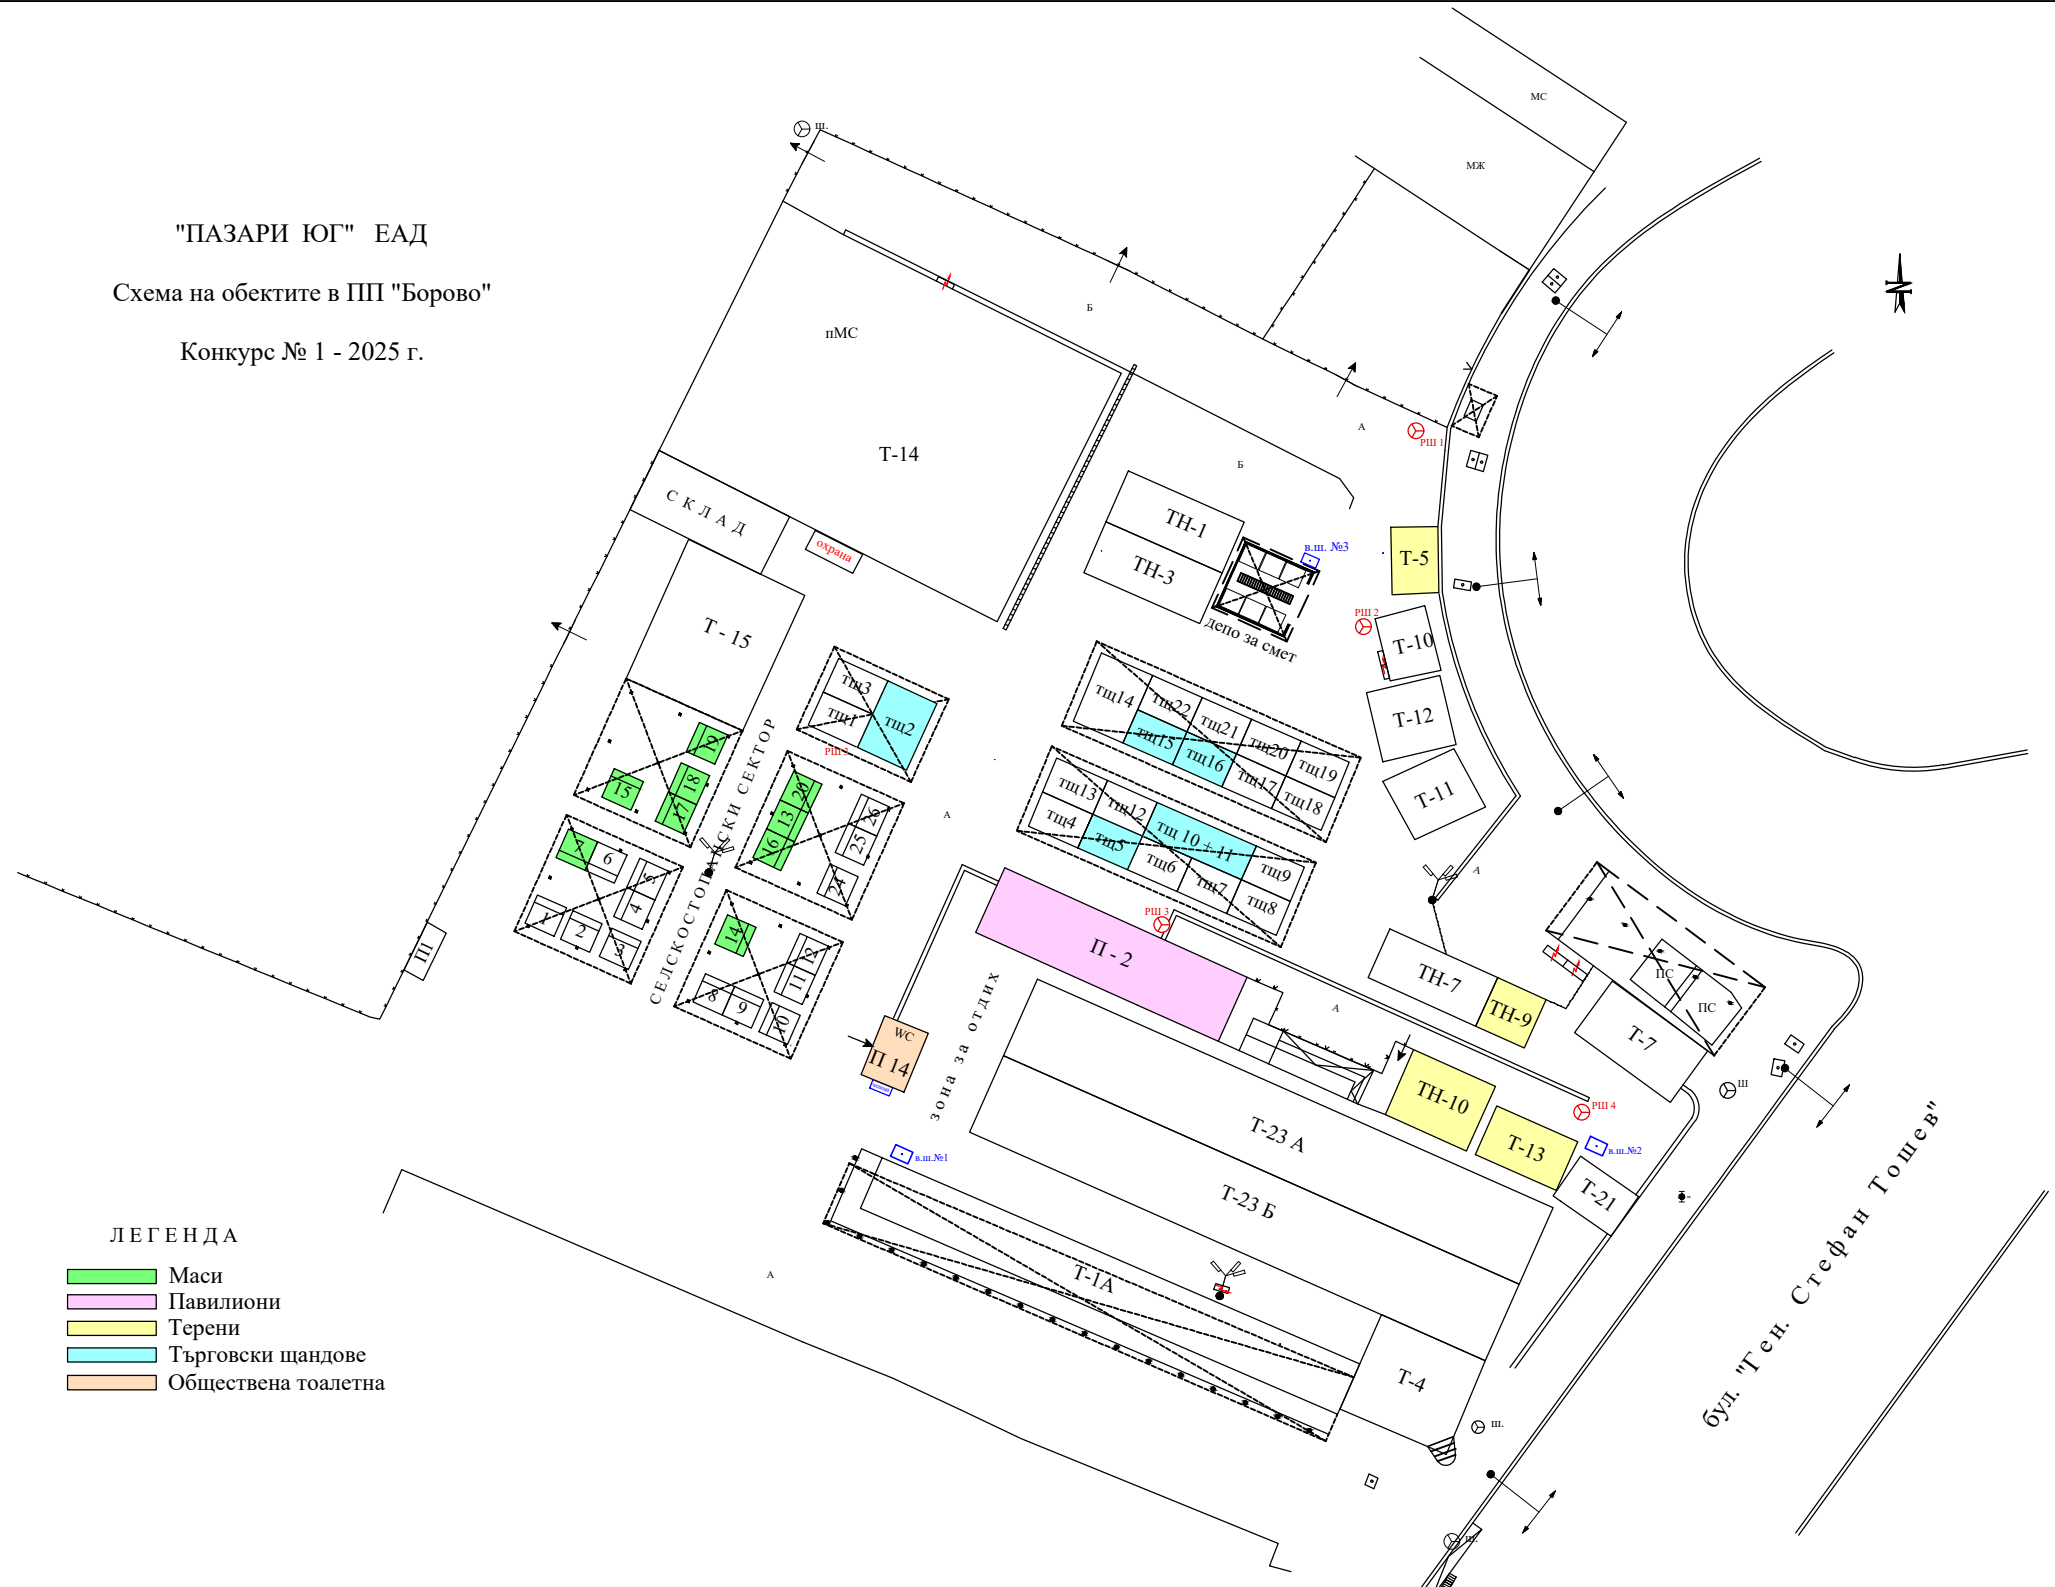 "ПАЗАРИ ЮГ" ЕАД
Схема на обектите в ПП "Борово"
Конкурс № 1 - 2025 г.
МС
МЖ
ш.
Б
пМС
Т-14
А
РШ 1
Б
СКЛАД
охрана
ТН-1
ТН-3
в.ш. №3
депо за смет
Т-5
РШ 2
Т-10
Т-12
Т-11
Т - 15
тщ3
тщ1
тщ2
тщ14
тщ22
тщ21
тщ20
тщ19
тщ15
тщ16
тщ17
тщ18
тщ13
тщ12
тщ 10 + 11
тщ9
тщ4
тщ5
тщ6
тщ7
тщ8
19
15
18
17
20
13
16
26
25
24
7
6
5
4
1
2
3
14
12
11
8
9
10
СЕЛСКОСТОПАНСКИ СЕКТОР
А
А
П1
РШ 3
П - 2
WC
П 14
зона за отдих
А
ТН-7
ТН-9
ПС
ПС
Т-7
Ш
ТН-10
РШ 4
Т-13
в.ш.№2
Т-21
в.ш.№1
Т-23 А
Т-23 Б
Т-1А
Т-4
А
ш.
ш.
бул. "Ген. Стефан Тошев"
ЛЕГЕНДА
Маси
Павилиони
Терени
Търговски щандове
Обществена тоалетна